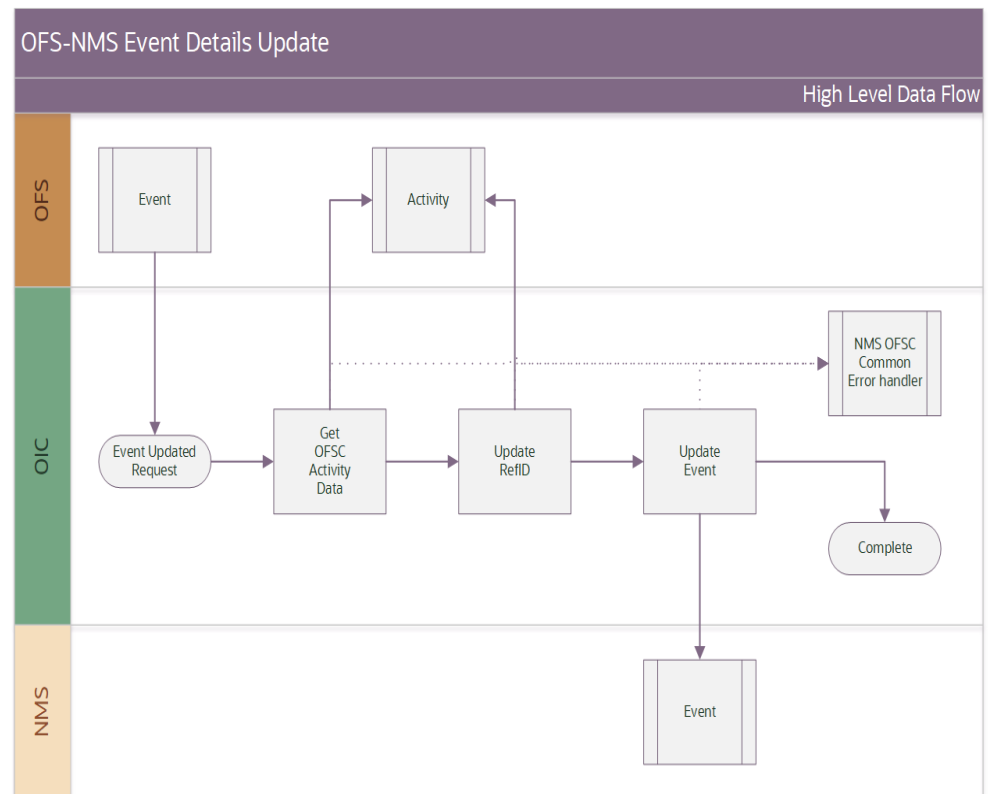 OFS-NMS Event Details Update
High Level Data Flow
OFS
Event
Activity
OIC
NMS OFSC
Common
Error handler
Event Updated
Request
Get
OFSC
Activity
Data
Update
RefID
Update
Event
Complete
NMS
Event